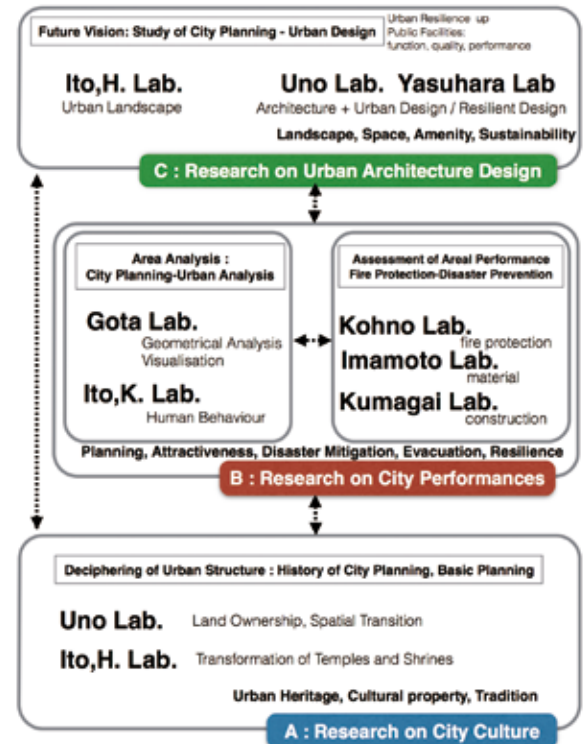 Future Vision: Study of City Planning - Urban Design
Urban Resilience up
Public Facilities:
function, quality, performance
Ito,H. Lab.
Urban Landscape
Uno Lab. Yasuhara Lab
Architecture + Urban Design / Resilient Design
Landscape, Space, Amenity, Sustainability
C : Research on Urban Architecture Design
Area Analysis :
City Planning-Urban Analysis
Gota Lab.
Geometrical Analysis
Visualisation
Ito,K. Lab.
Human Behaviour
Assessment of Areal Performance
Fire Protection-Disaster Prevention
Kohno Lab.
fire protection
Imamoto Lab.
material
Kumagai Lab.
construction
Planning, Attractiveness, Disaster Mitigation, Evacuation, Resilience
B : Research on City Performances
Deciphering of Urban Structure : History of City Planning, Basic Planning
Uno Lab. Land Ownership, Spatial Transition
Ito,H. Lab. Transformation of Temples and Shrines
Urban Heritage, Cultural property, Tradition
A : Research on City Culture